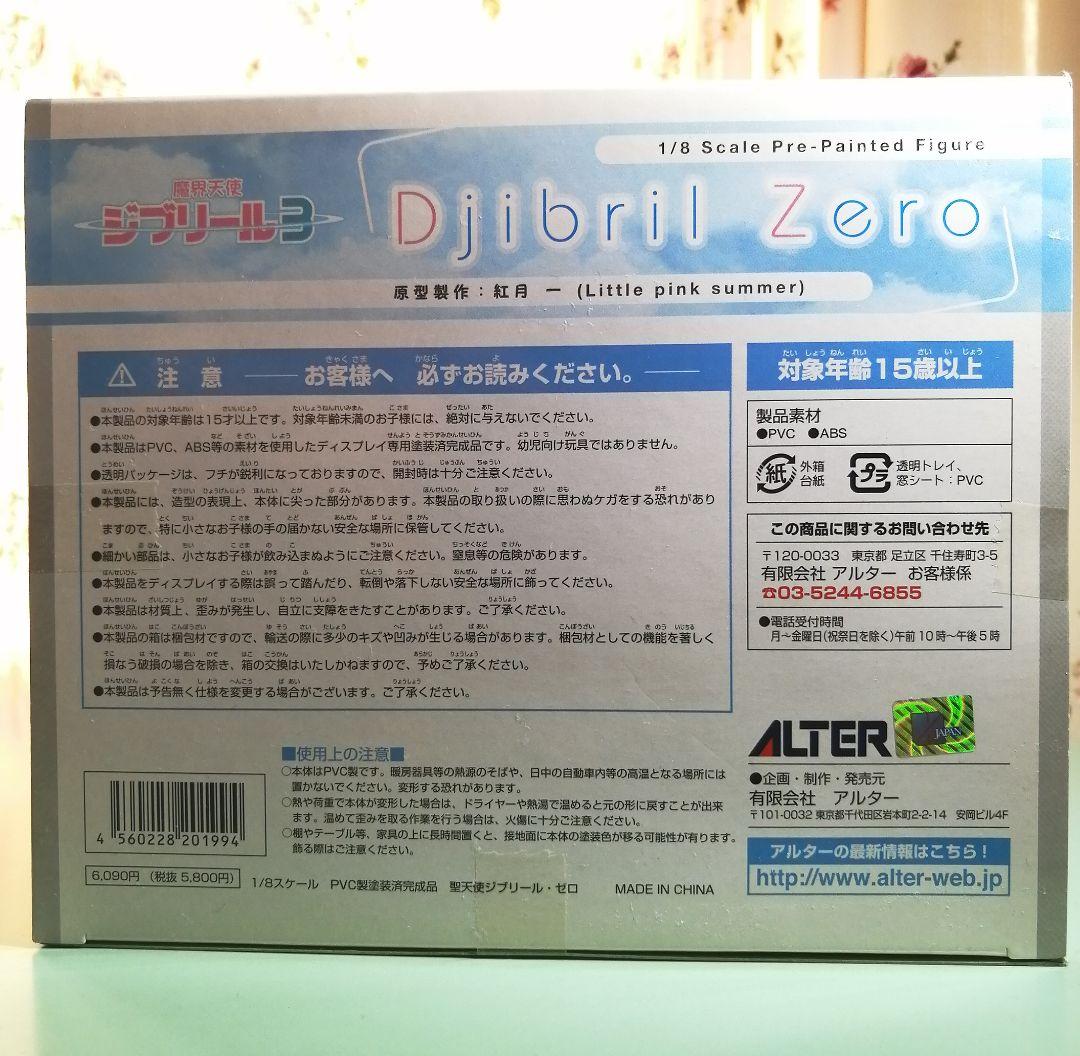 1/8 Scale Pre-Painted Figure
魔界天使
ジブリール3
Djibril Zero
原型製作：紅月 一 (Little pink summer)
注意 お客様へ 必ずお読みください。
●本製品の対象年齢は15才以上です。対象年齢未満のお子様には、絶対に与えないでください。
●本製品はPVC、ABS等の素材を使用したディスプレイ専用塗装済完成品です。幼児向け玩具ではありません。
●透明パッケージは、フチが鋭利になっておりますので、開封時は十分ご注意ください。
●本製品には、造型の表現上、本体に尖った部分があります。本製品の取り扱いの際に思わぬケガをする恐れがあり
ますので、特に小さなお子様の手の届かない安全な場所に保管してください。
●細かい部品は、小さなお子様が飲み込まぬようにご注意ください。窒息等の危険があります。
●本製品をディスプレイする際は誤って踏んだり、転倒や落下しない安全な場所に飾ってください。
●本製品は材質上、歪みが発生し、自立に支障をきたすことがあります。ご了承ください。
●本製品の箱は梱包材ですので、輸送の際に多少のキズや凹みが生じる場合があります。梱包材としての機能を著しく
損なう破損の場合を除き、箱の交換はいたしかねますので、予めご了承ください。
●本製品は予告無く仕様を変更する場合がございます。ご了承ください。
対象年齢15歳以上
製品素材
●PVC ●ABS
紙 外箱
台紙
プラ 透明トレイ、
窓シート：PVC
この商品に関するお問い合わせ先
〒120-0033 東京都 足立区 千住寿町3-5
有限会社 アルター お客様係
☎03-5244-6855
●電話受付時間
月～金曜日(祝祭日を除く)午前10時～午後5時
ALTER
JAPAN
●企画・制作・発売元
有限会社 アルター
〒101-0032 東京都千代田区岩本町2-2-14 安岡ビル4F
アルターの最新情報はこちら！
http://www.alter-web.jp
■使用上の注意■
○本体はPVC製です。暖房器具等の熱源のそばや、日中の自動車内等の高温となる場所には
置かないでください。変形する恐れがあります。
○熱や荷重で本体が変形した場合は、ドライヤーや熱湯で温めると元の形に戻すことが出来
ます。温めて歪みを取る作業を行う場合は、火傷に十分ご注意ください。
○棚やテーブル等、家具の上に長時間置くと、接地面に本体の塗装色が移る可能性が有ります。
飾る際はご注意ください。
4 560228 201994
6,090円（税抜 5,800円）
1/8スケール PVC製塗装済完成品 聖天使ジブリール・ゼロ MADE IN CHINA